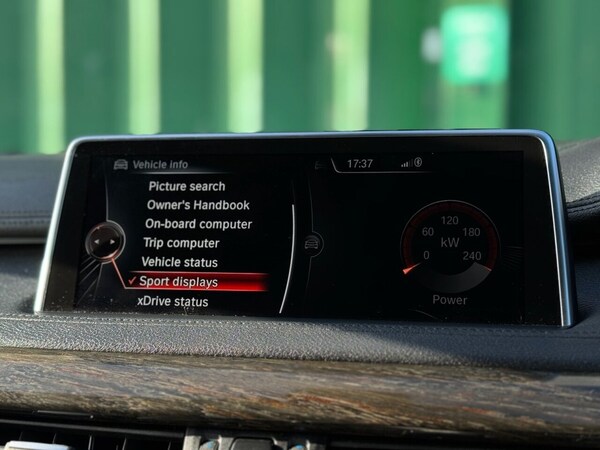 Vehicle info
17:37
Picture search
Owner's Handbook
On-board computer
Trip computer
Vehicle status
Sport displays
xDrive status
120
60 180
kW
0 240
Power